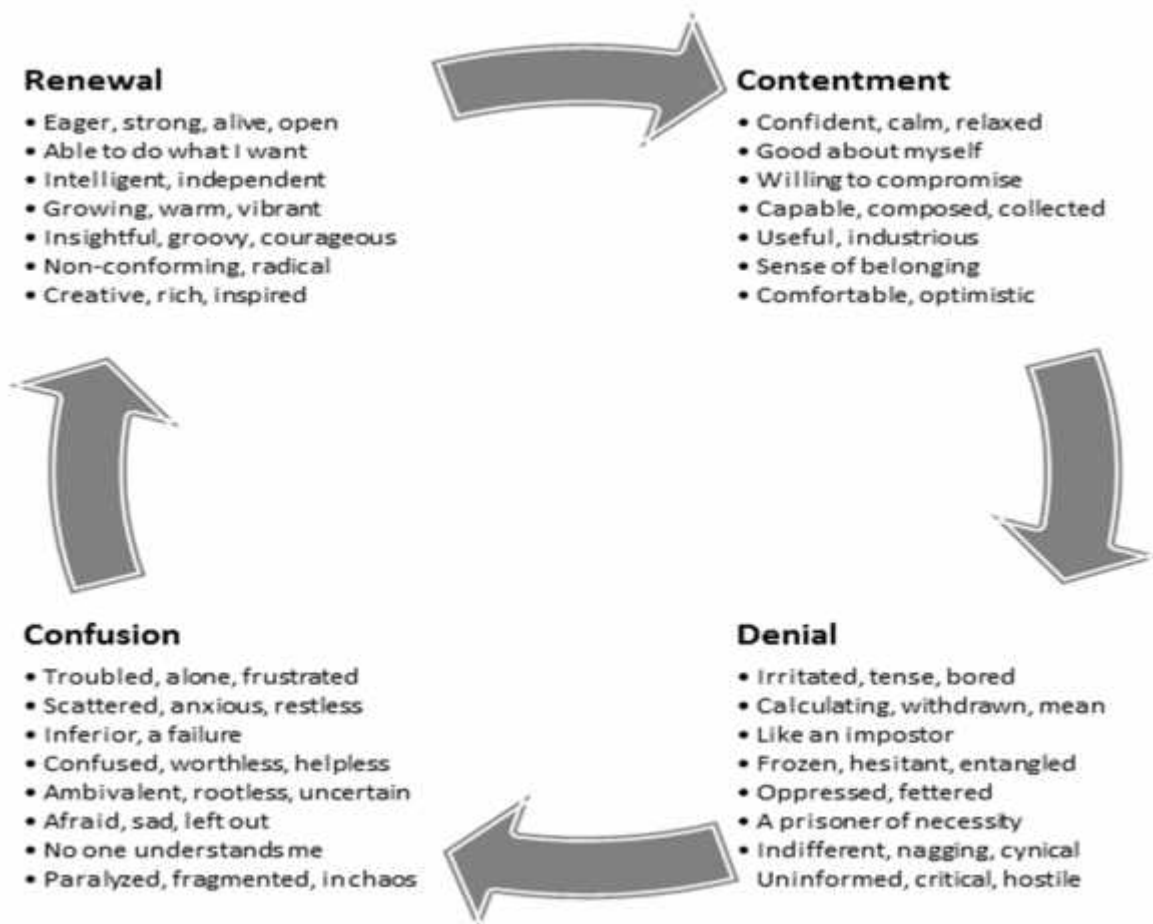 Renewal
• Eager, strong, alive, open
• Able to do what I want
• Intelligent, independent
• Growing, warm, vibrant
• Insightful, groovy, courageous
• Non-conforming, radical
• Creative, rich, inspired
Contentment
• Confident, calm, relaxed
• Good about myself
• Willing to compromise
• Capable, composed, collected
• Useful, industrious
• Sense of belonging
• Comfortable, optimistic
Confusion
• Troubled, alone, frustrated
• Scattered, anxious, restless
• Inferior, a failure
• Confused, worthless, helpless
• Ambivalent, rootless, uncertain
• Afraid, sad, left out
• No one understands me
• Paralyzed, fragmented, in chaos
Denial
• Irritated, tense, bored
• Calculating, withdrawn, mean
• Like an impostor
• Frozen, hesitant, entangled
• Oppressed, fettered
• A prisoner of necessity
• Indifferent, nagging, cynical
Uninformed, critical, hostile